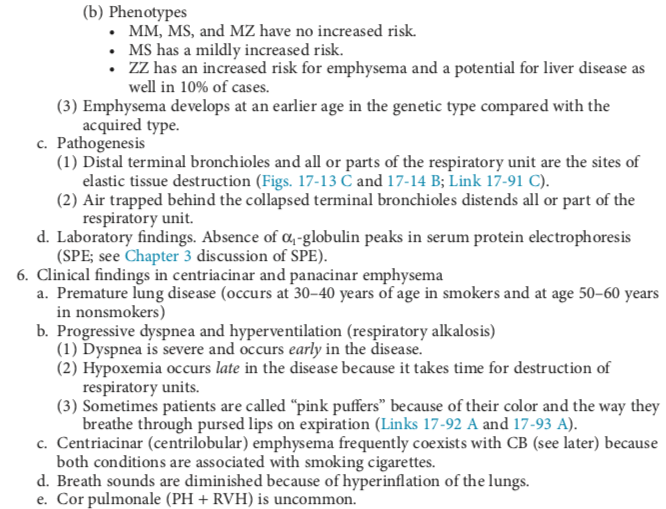 (b) Phenotypes
• MM, MS, and MZ have no increased risk.
• MS has a mildly increased risk.
• ZZ has an increased risk for emphysema and a potential for liver disease as
well in 10% of cases.
(3) Emphysema develops at an earlier age in the genetic type compared with the
acquired type.
c. Pathogenesis
(1) Distal terminal bronchioles and all or parts of the respiratory unit are the sites of
elastic tissue destruction (Figs. 17-13 C and 17-14 B; Link 17-91 C).
(2) Air trapped behind the collapsed terminal bronchioles distends all or part of the
respiratory unit.
d. Laboratory findings. Absence of α₁-globulin peaks in serum protein electrophoresis
(SPE; see Chapter 3 discussion of SPE).
6. Clinical findings in centriacinar and panacinar emphysema
a. Premature lung disease (occurs at 30–40 years of age in smokers and at age 50–60 years
in nonsmokers)
b. Progressive dyspnea and hyperventilation (respiratory alkalosis)
(1) Dyspnea is severe and occurs early in the disease.
(2) Hypoxemia occurs late in the disease because it takes time for destruction of
respiratory units.
(3) Sometimes patients are called “pink puffers” because of their color and the way they
breathe through pursed lips on expiration (Links 17-92 A and 17-93 A).
c. Centriacinar (centrilobular) emphysema frequently coexists with CB (see later) because
both conditions are associated with smoking cigarettes.
d. Breath sounds are diminished because of hyperinflation of the lungs.
e. Cor pulmonale (PH + RVH) is uncommon.